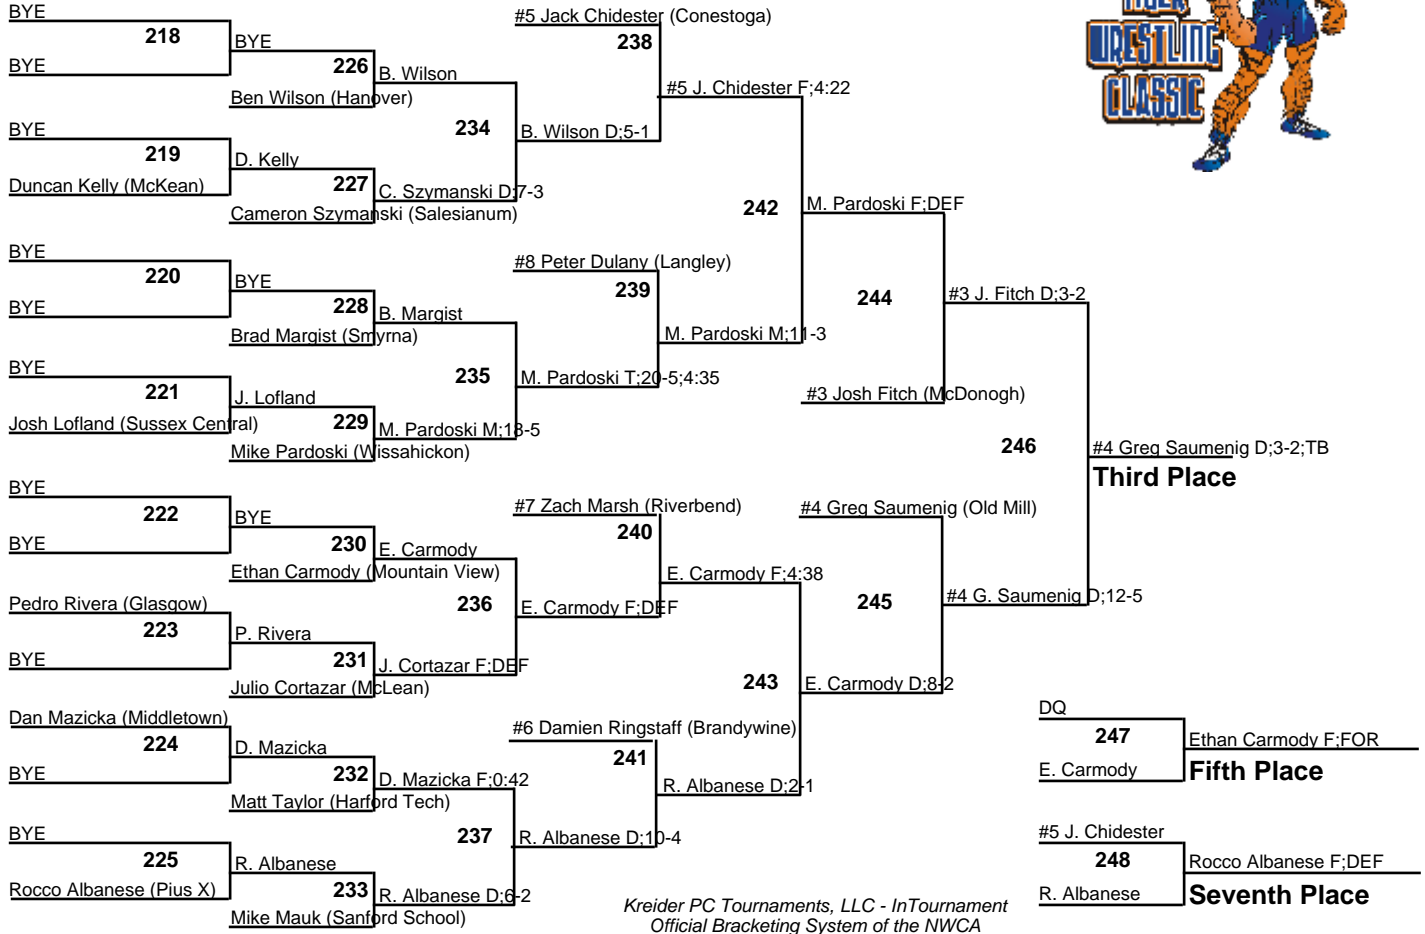 BYE
218
BYE
BYE
226
B. Wilson
Ben Wilson (Hanover)
234
BYE
219
D. Kelly
Duncan Kelly (McKean)
227
C. Szymanski D;7-3
Cameron Szymanski (Salesianum)
#5 Jack Chidester (Conestoga)
238
#5 J. Chidester F;4:22
B. Wilson D;5-1
242
M. Pardoski F;DEF
BYE
220
BYE
BYE
228
B. Margist
Brad Margist (Smyrna)
235
M. Pardoski T;20-5;4:35
BYE
221
J. Lofland
Josh Lofland (Sussex Central)
229
M. Pardoski M;18-5
Mike Pardoski (Wissahickon)
#8 Peter Dulany (Langley)
239
M. Pardoski M;11-3
244
#3 J. Fitch D;3-2
#3 Josh Fitch (McDonogh)
246
#4 Greg Saumenig D;3-2;TB
Third Place
BYE
222
BYE
BYE
230
E. Carmody
Ethan Carmody (Mountain View)
236
E. Carmody F;DEF
Pedro Rivera (Glasgow)
223
P. Rivera
BYE
231
J. Cortazar F;DEF
Julio Cortazar (McLean)
#7 Zach Marsh (Riverbend)
240
E. Carmody F;4:38
#4 Greg Saumenig (Old Mill)
245
#4 G. Saumenig D;12-5
243
E. Carmody D;8-2
Dan Mazicka (Middletown)
224
D. Mazicka
BYE
232
D. Mazicka F;0:42
Matt Taylor (Harford Tech)
237
R. Albanese D;10-4
BYE
225
R. Albanese
Rocco Albanese (Pius X)
233
R. Albanese D;6-2
Mike Mauk (Sanford School)
#6 Damien Ringstaff (Brandywine)
241
R. Albanese D;2-1
DQ
247
Ethan Carmody F;FOR
E. Carmody
Fifth Place
#5 J. Chidester
248
Rocco Albanese F;DEF
R. Albanese
Seventh Place
Kreider PC Tournaments, LLC - InTournament
Official Bracketing System of the NWCA
TIGER
WRESTLING
CLASSIC